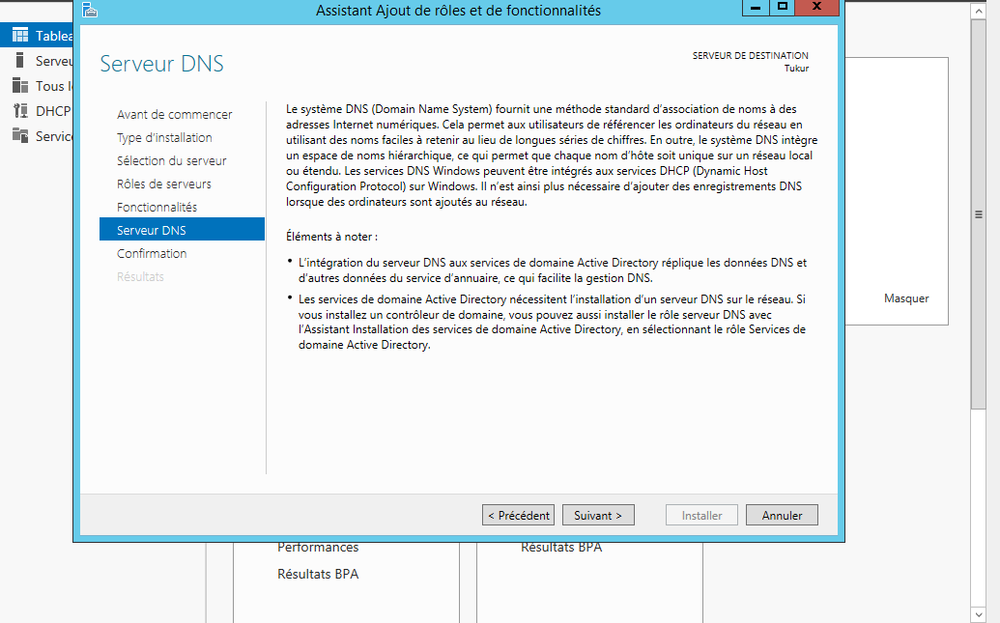 Assistant Ajout de rôles et de fonctionnalités
Serveur DNS
SERVEUR DE DESTINATION
Tukur
Avant de commencer
Type d'installation
Sélection du serveur
Rôles de serveurs
Fonctionnalités
Serveur DNS
Confirmation
Résultats
Le système DNS (Domain Name System) fournit une méthode standard d'association de noms à des
adresses Internet numériques. Cela permet aux utilisateurs de référencer les ordinateurs du réseau en
utilisant des noms faciles à retenir au lieu de longues séries de chiffres. En outre, le système DNS intègre
un espace de noms hiérarchique, ce qui permet que chaque nom d'hôte soit unique sur un réseau local
ou étendu. Les services DNS Windows peuvent être intégrés aux services DHCP (Dynamic Host
Configuration Protocol) sur Windows. Il n'est ainsi plus nécessaire d'ajouter des enregistrements DNS
lorsque des ordinateurs sont ajoutés au réseau.
Éléments à noter :
• L'intégration du serveur DNS aux services de domaine Active Directory réplique les données DNS et
d'autres données du service d'annuaire, ce qui facilite la gestion DNS.
• Les services de domaine Active Directory nécessitent l'installation d'un serveur DNS sur le réseau. Si
vous installez un contrôleur de domaine, vous pouvez aussi installer le rôle serveur DNS avec
l'Assistant Installation des services de domaine Active Directory, en sélectionnant le rôle Services de
domaine Active Directory.
< Précédent
Suivant >
Installer
Annuler
Tablea
Serveu
Tous l
DHCP
Servic
Masquer
Performances
Résultats BPA
Résultats BPA